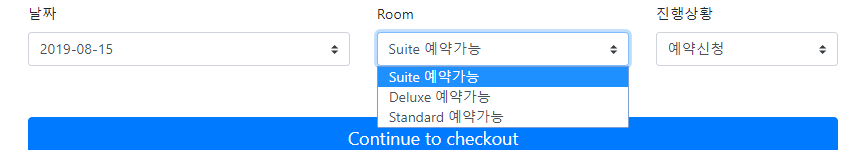 날짜 Room 진행상황
2019-08-15 Suite 예약가능 예약신청
Suite 예약가능
Deluxe 예약가능
Standard 예약가능
Continue to checkout